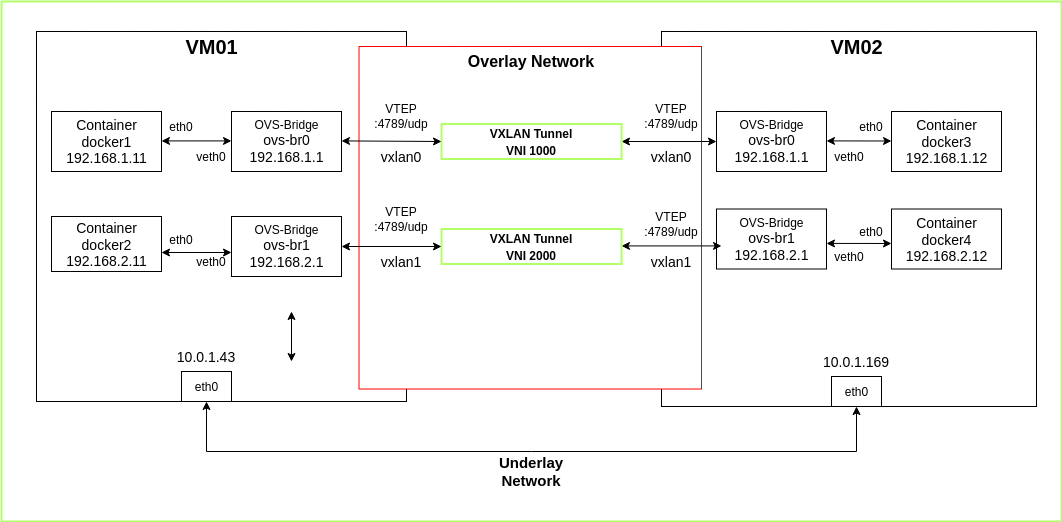 VM01
Overlay Network
VM02
Container
docker1
192.168.1.11
eth0
veth0
OVS-Bridge
ovs-br0
192.168.1.1
VTEP
:4789/udp
vxlan0
VXLAN Tunnel
VNI 1000
VTEP
:4789/udp
vxlan0
OVS-Bridge
ovs-br0
192.168.1.1
eth0
veth0
Container
docker3
192.168.1.12
Container
docker2
192.168.2.11
eth0
veth0
OVS-Bridge
ovs-br1
192.168.2.1
VTEP
:4789/udp
vxlan1
VXLAN Tunnel
VNI 2000
VTEP
:4789/udp
vxlan1
OVS-Bridge
ovs-br1
192.168.2.1
eth0
veth0
Container
docker4
192.168.2.12
10.0.1.43
eth0
10.0.1.169
eth0
Underlay
Network